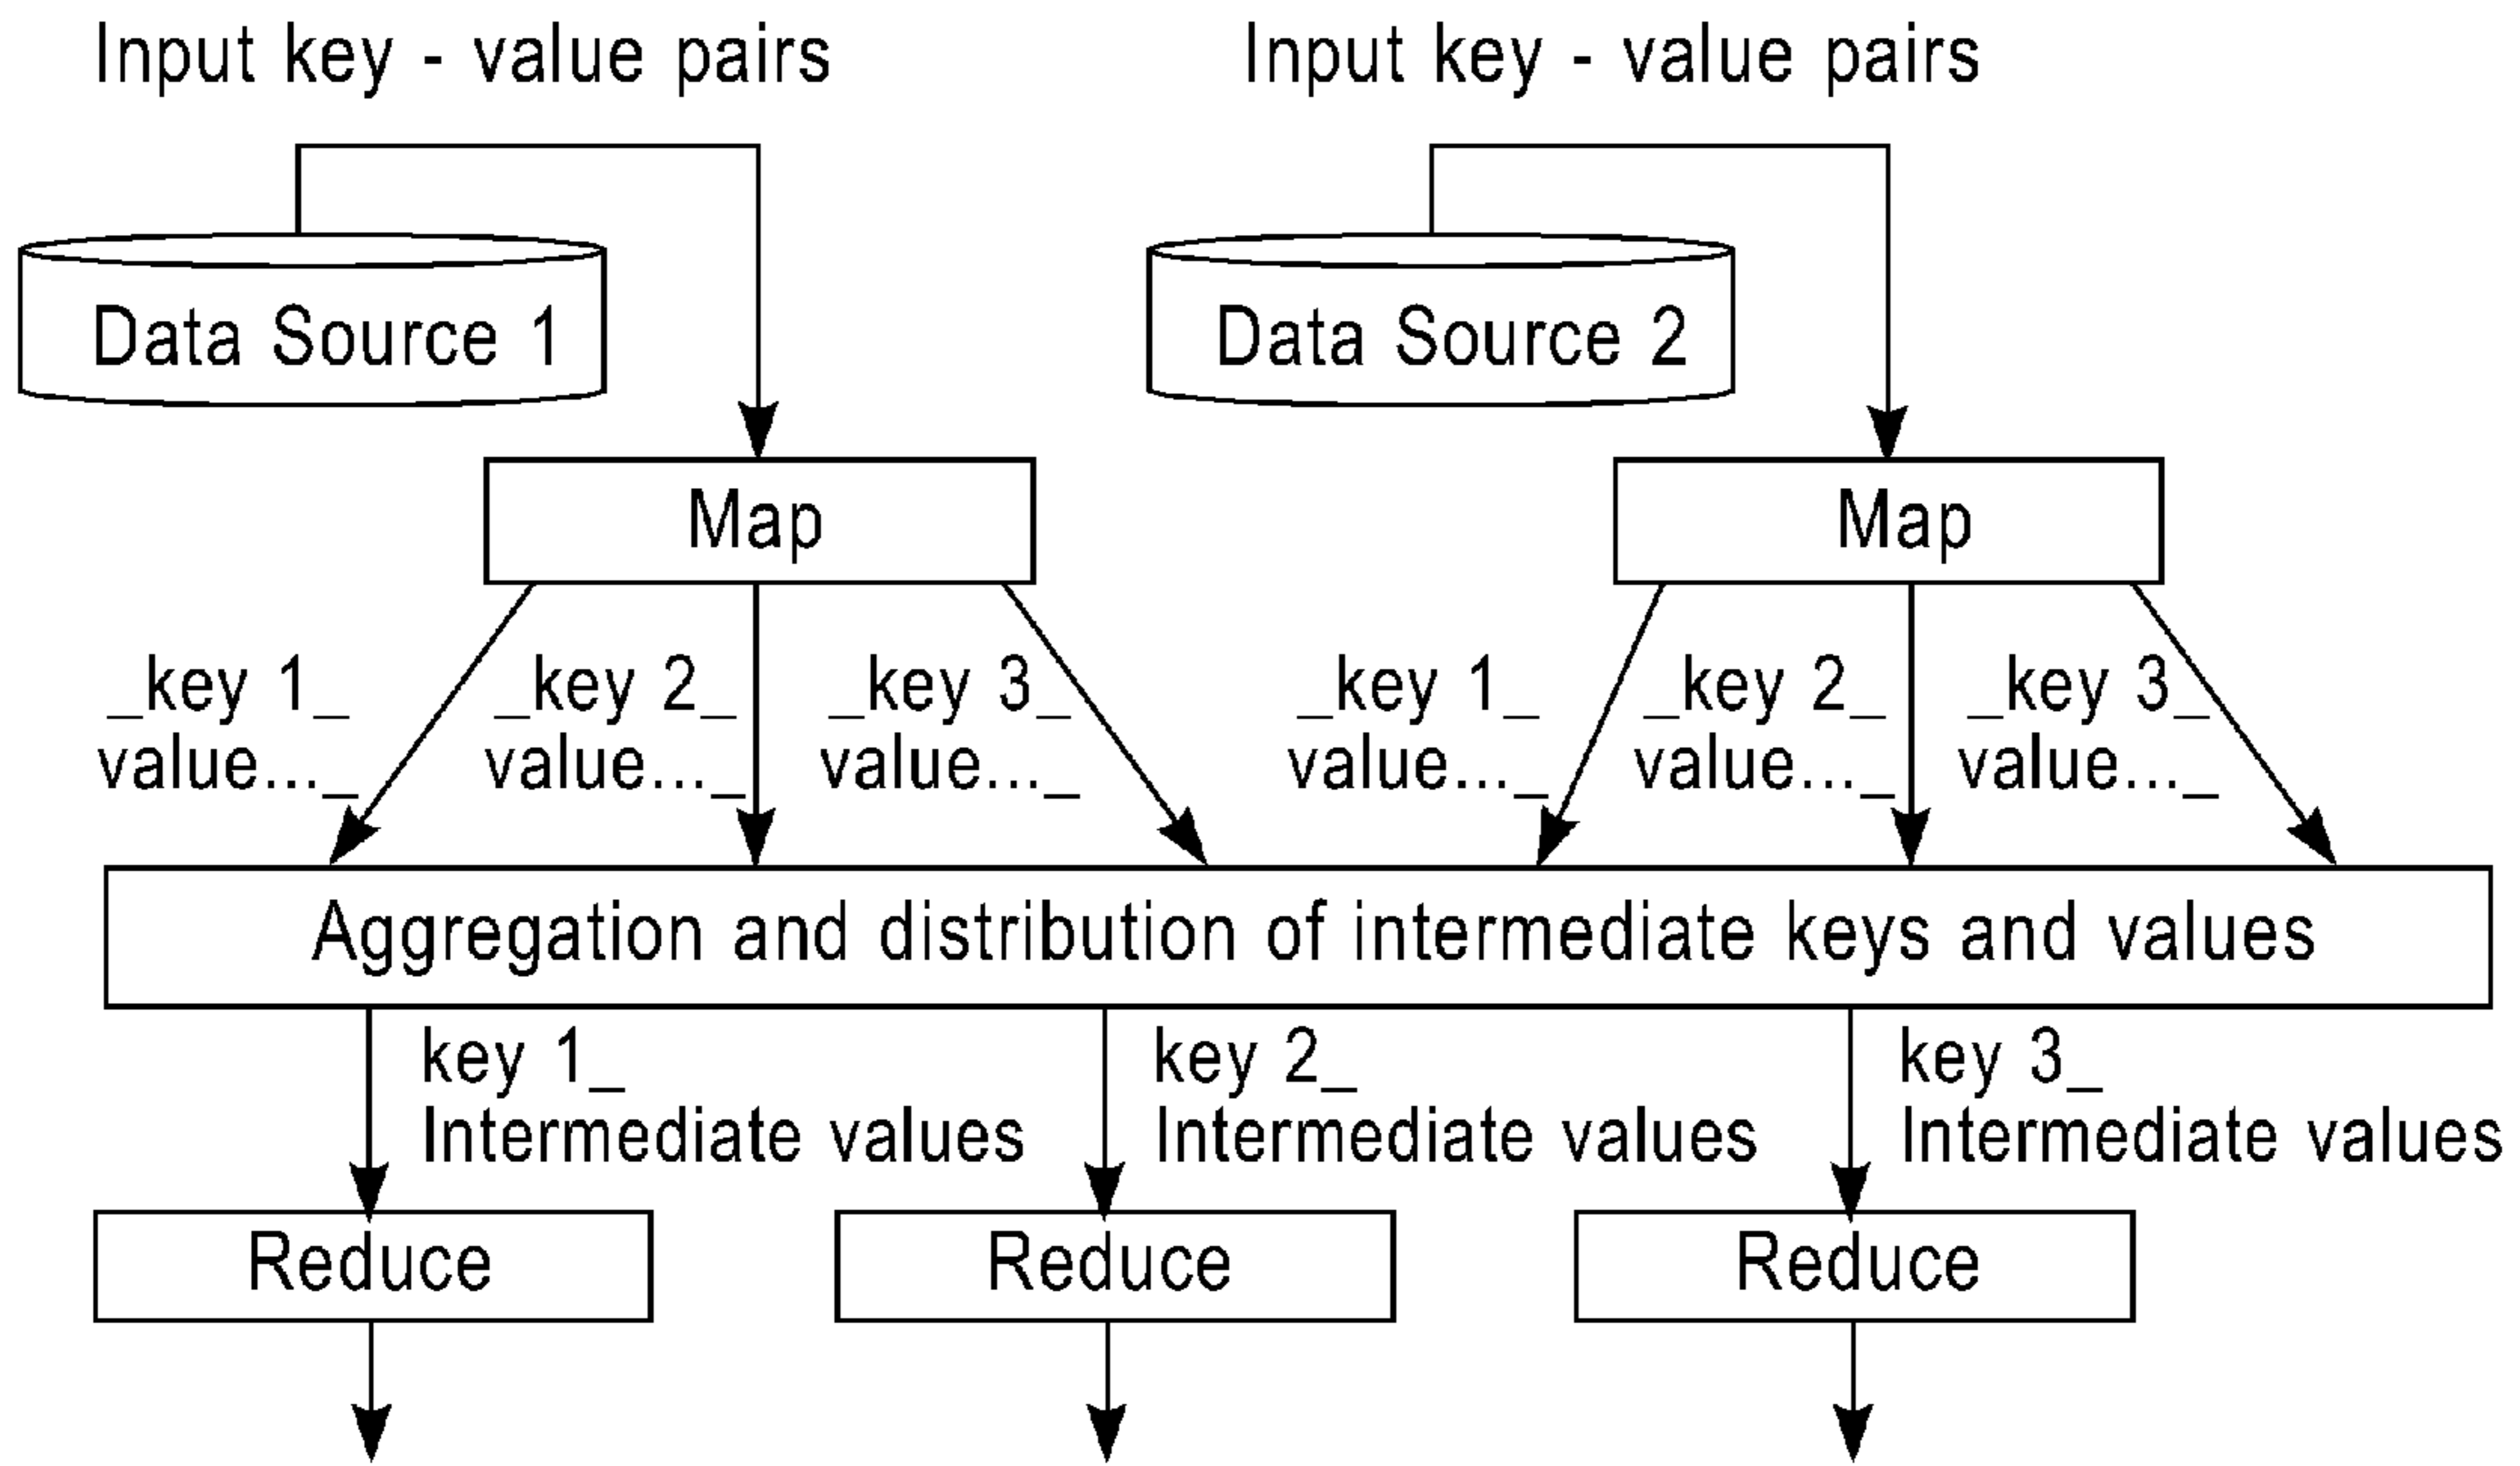 Input key - value pairs
Input key - value pairs
Data Source 1
Data Source 2
Map
Map
_key 1_
value..._
_key 2_
value..._
_key 3_
value..._
_key 1_
value..._
_key 2_
value..._
_key 3_
value..._
Aggregation and distribution of intermediate keys and values
key 1_
Intermediate values
key 2_
Intermediate values
key 3_
Intermediate values
Reduce
Reduce
Reduce